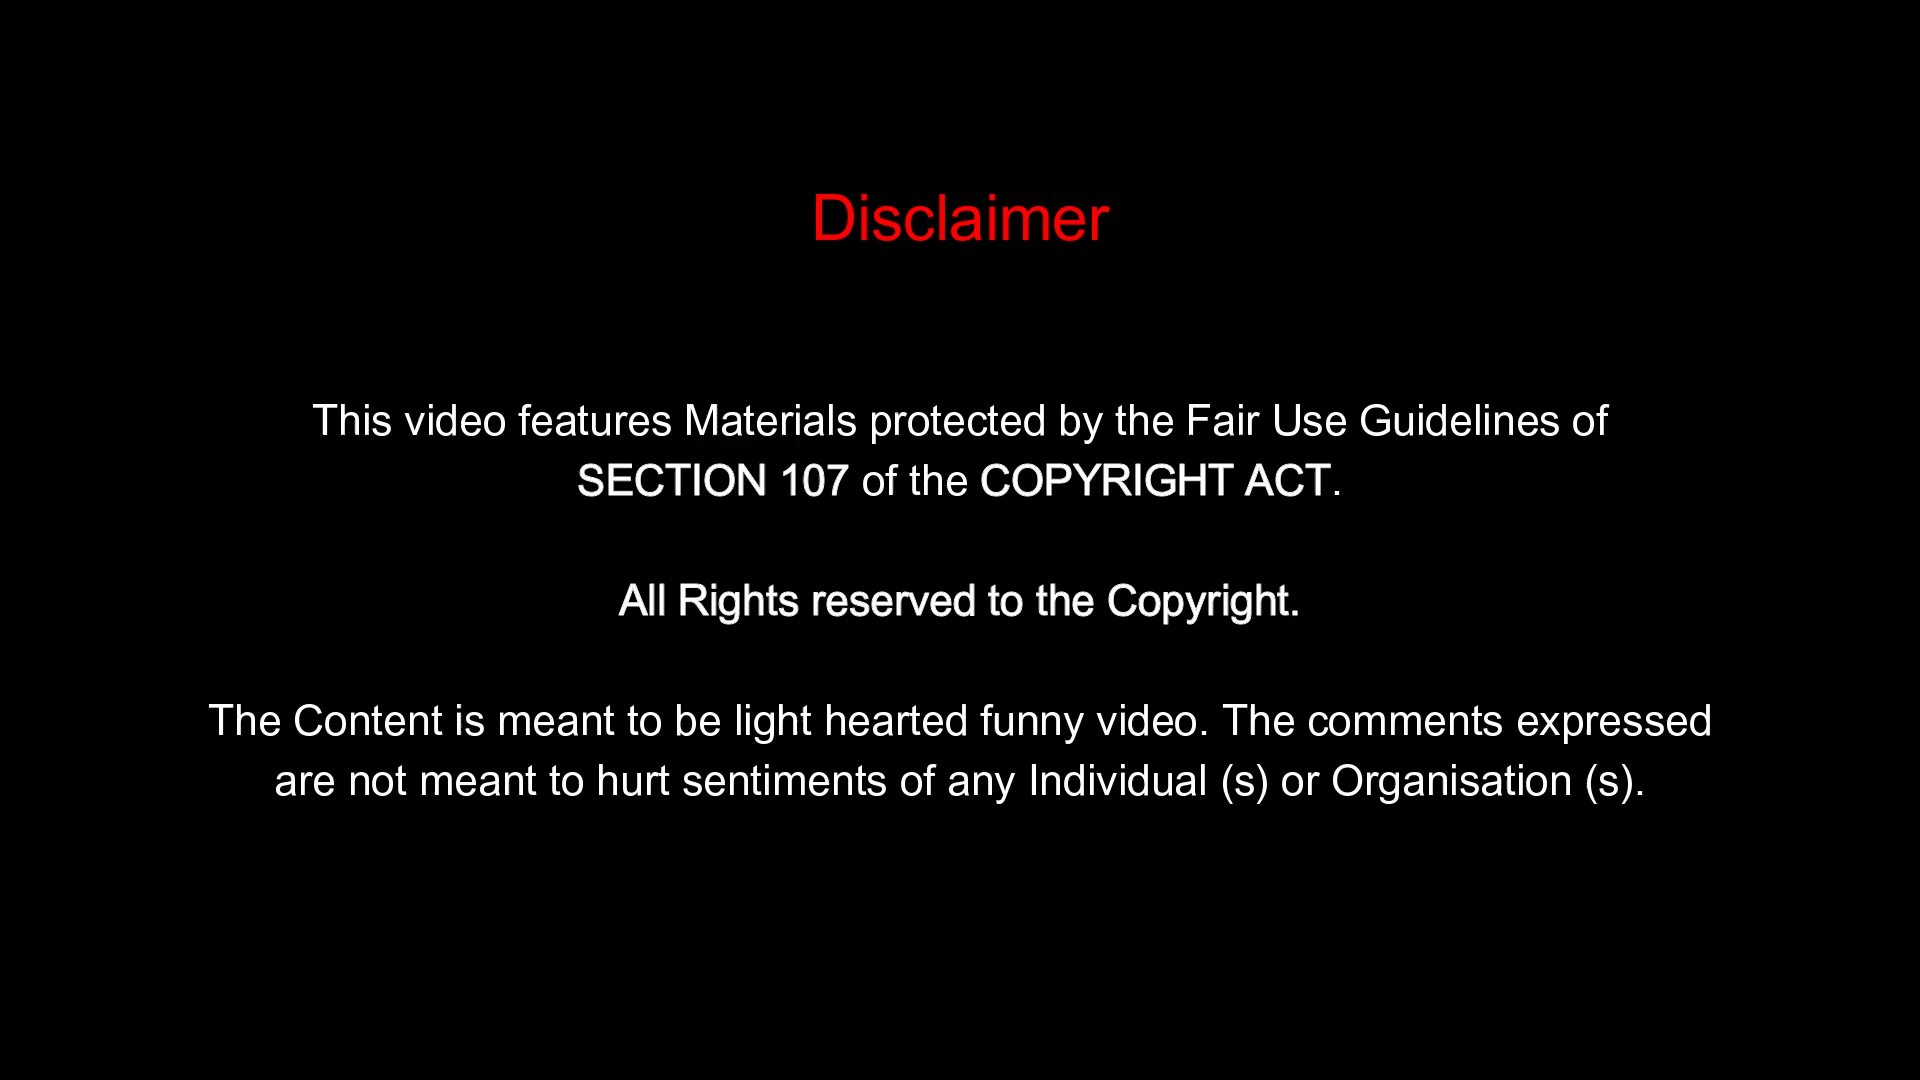 Disclaimer
This video features Materials protected by the Fair Use Guidelines of
SECTION 107 of the COPYRIGHT ACT.
All Rights reserved to the Copyright.
The Content is meant to be light hearted funny video. The comments expressed
are not meant to hurt sentiments of any Individual (s) or Organisation (s).